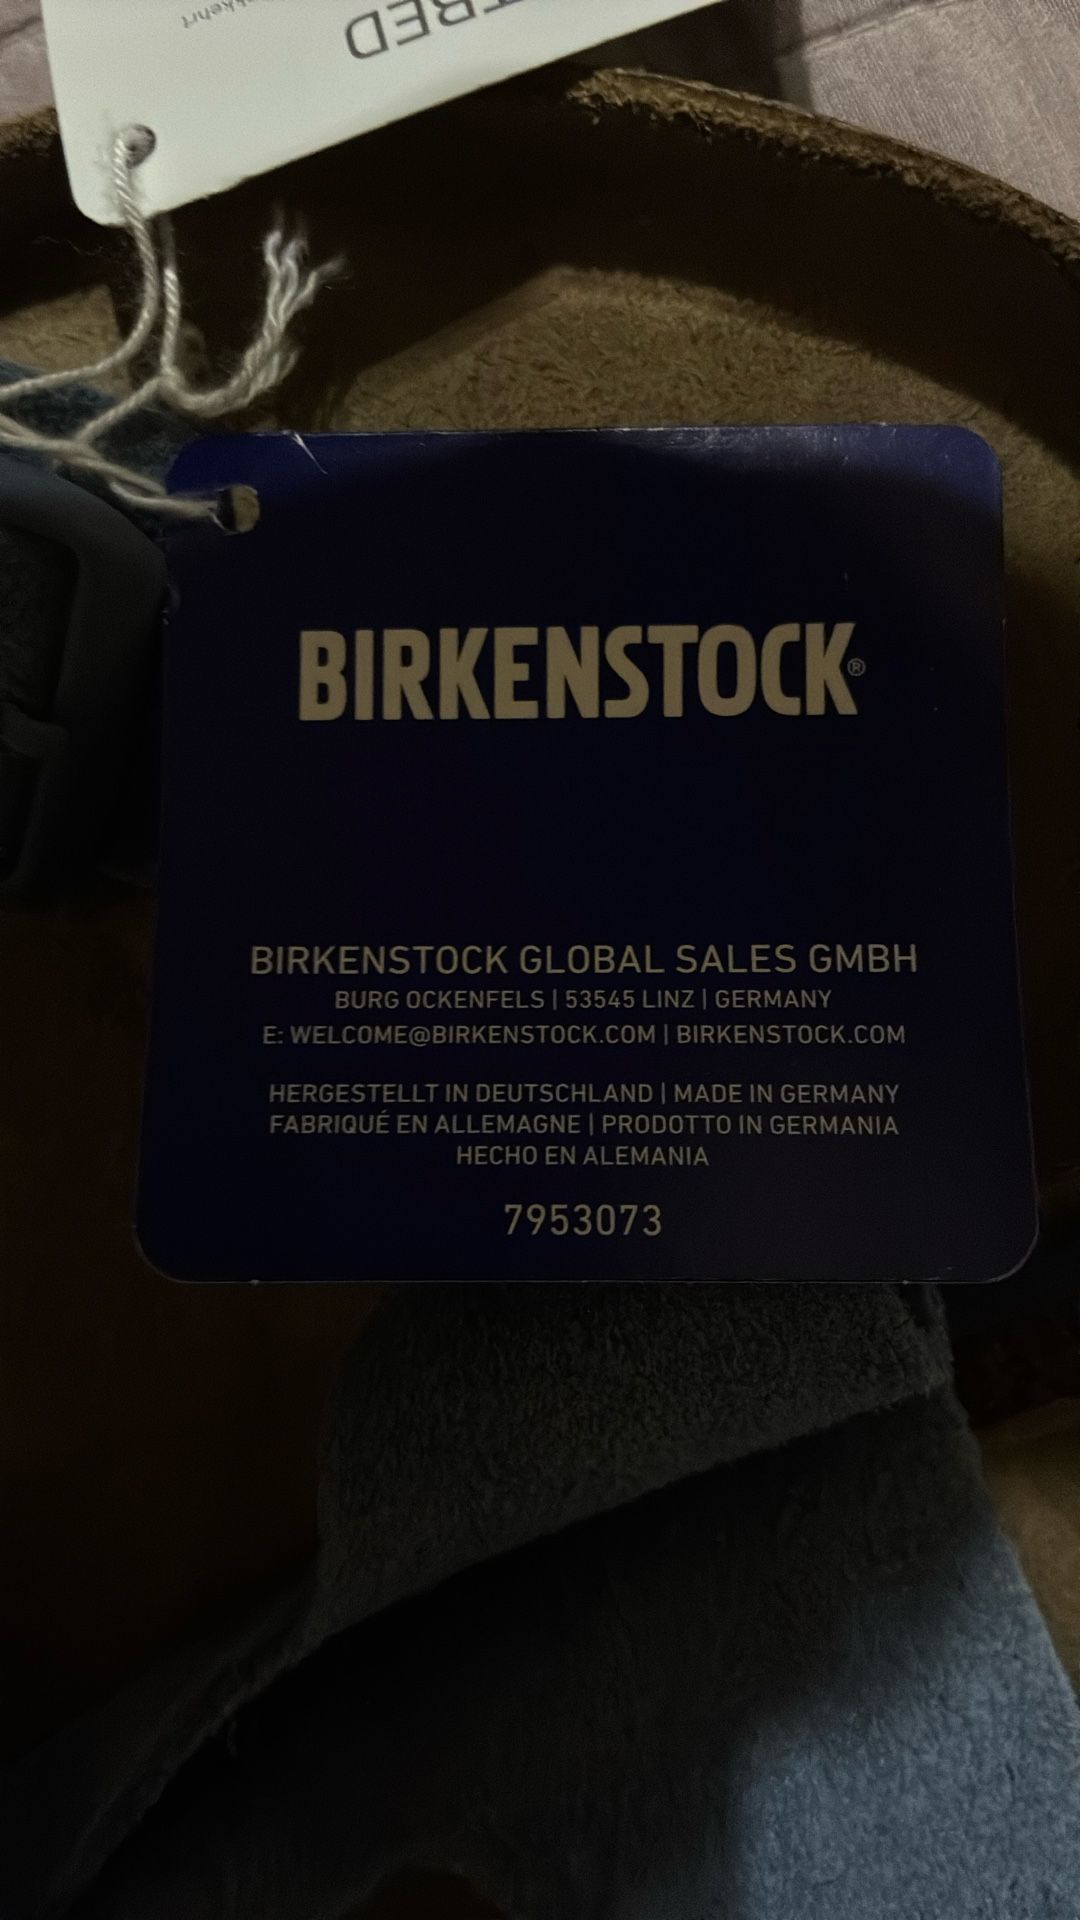 BIRKENSTOCK®
BIRKENSTOCK GLOBAL SALES GMBH
BURG OCKENFELS | 53545 LINZ | GERMANY
E: WELCOME@BIRKENSTOCK.COM | BIRKENSTOCK.COM
HERGESTELLT IN DEUTSCHLAND | MADE IN GERMANY
FABRIQUÉ EN ALLEMAGNE | PRODOTTO IN GERMANIA
HECHO EN ALEMANIA
7953073